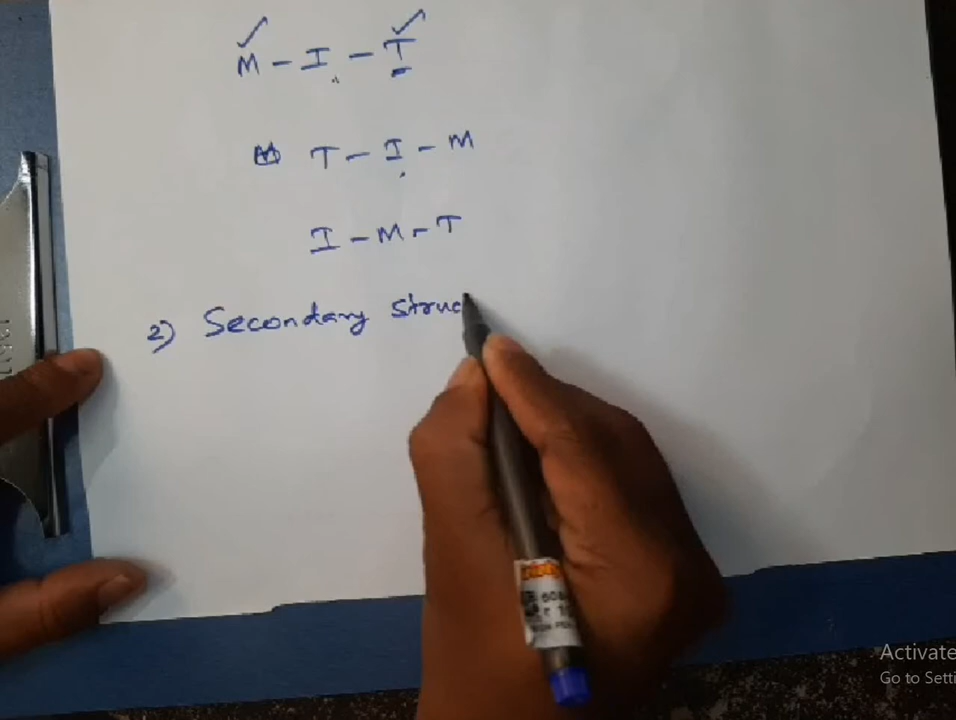 M - I - T
T - I - M
I - M - T
2) Secondary struc
Activate
Go to Setti